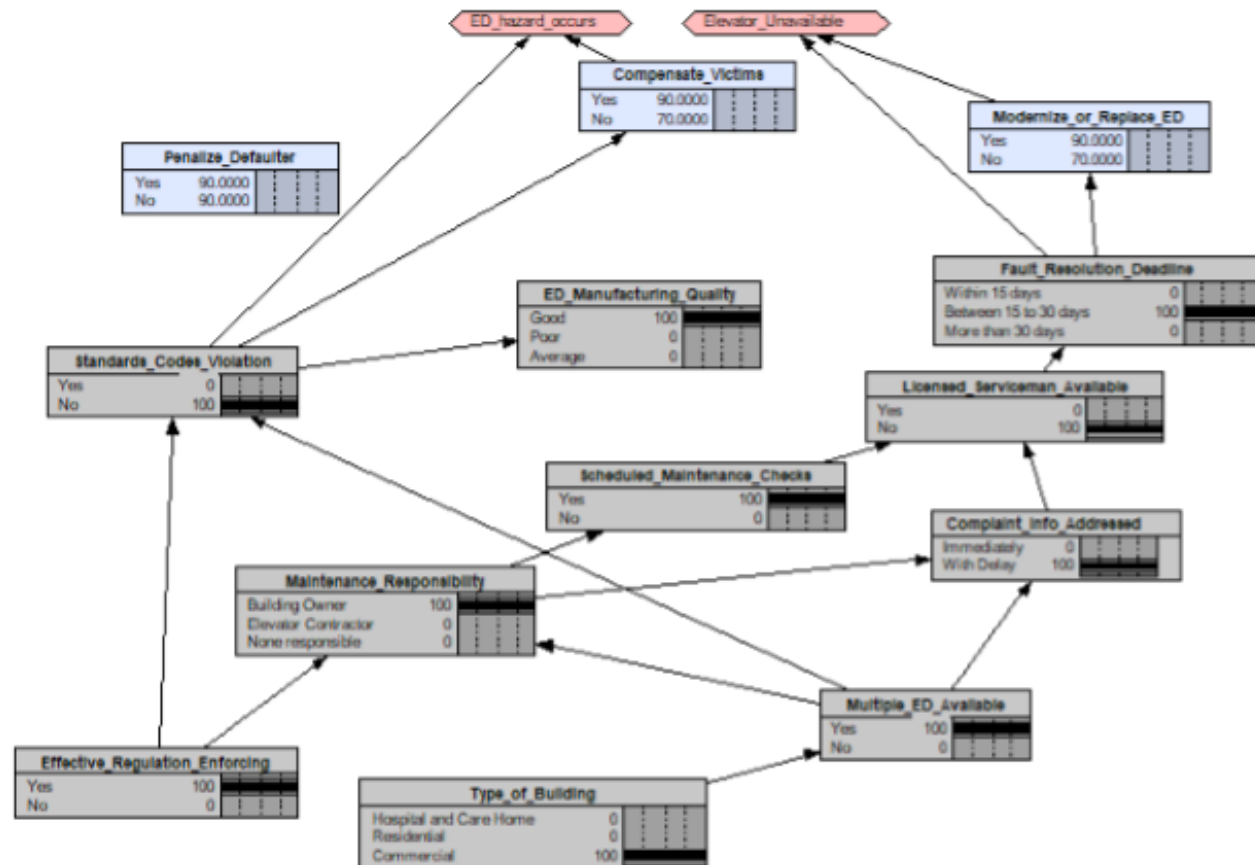 ED_hazard_occurs
Elevator_Unavailable
Compensate_Victims
Yes 90.0000
No 70.0000
Modernize_or_Replace_ED
Yes 90.0000
No 70.0000
Penalize_Defaulter
Yes 90.0000
No 90.0000
Fault_Resolution_Deadline
Within 15 days 0
Between 15 to 30 days 100
More than 30 days 0
ED_Manufacturing_Quality
Good 100
Poor 0
Average 0
Standards_Codes_Violation
Yes 0
No 100
Licensed_Serviceman_Available
Yes 0
No 100
Scheduled_Maintenance_Checks
Yes 100
No 0
Complaint_Info_Addressed
Immediately 0
With Delay 100
Maintenance_Responsibility
Building Owner 100
Elevator Contractor 0
None responsible 0
Multiple_ED_Available
Yes 100
No 0
Effective_Regulation_Enforcing
Yes 100
No 0
Type_of_Building
Hospital and Care Home 0
Residential 0
Commercial 100